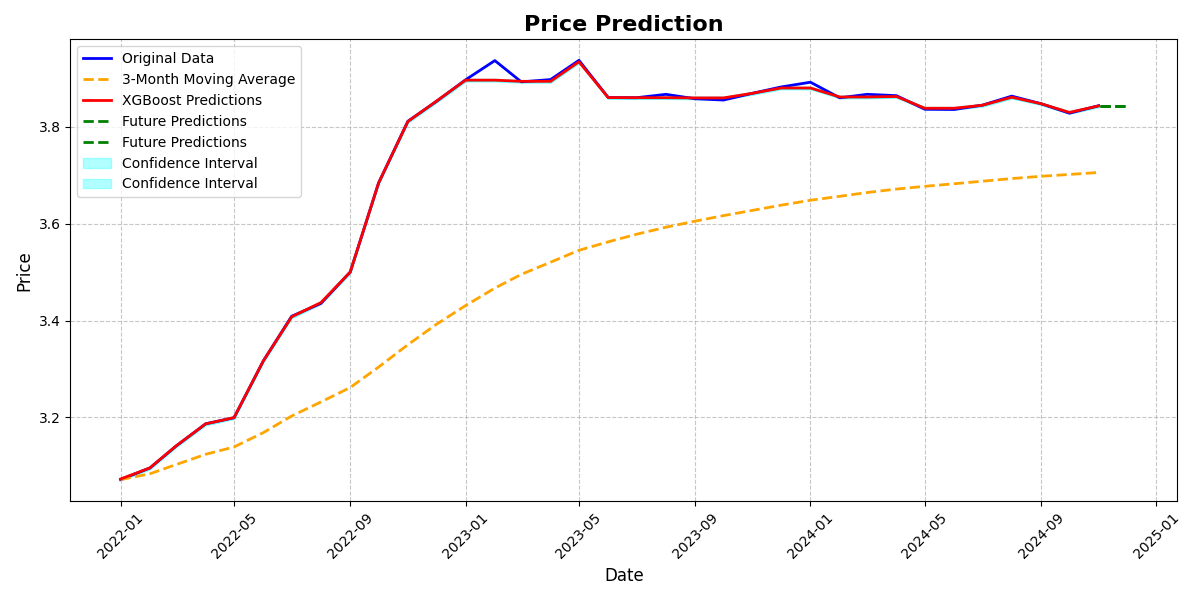 Price Prediction
Original Data
3-Month Moving Average
XGBoost Predictions
Future Predictions
Future Predictions
Confidence Interval
Confidence Interval
Price
3.8
3.6
3.4
3.2
2022-01
2022-05
2022-09
2023-01
2023-05
2023-09
2024-01
2024-05
2024-09
2025-01
Date